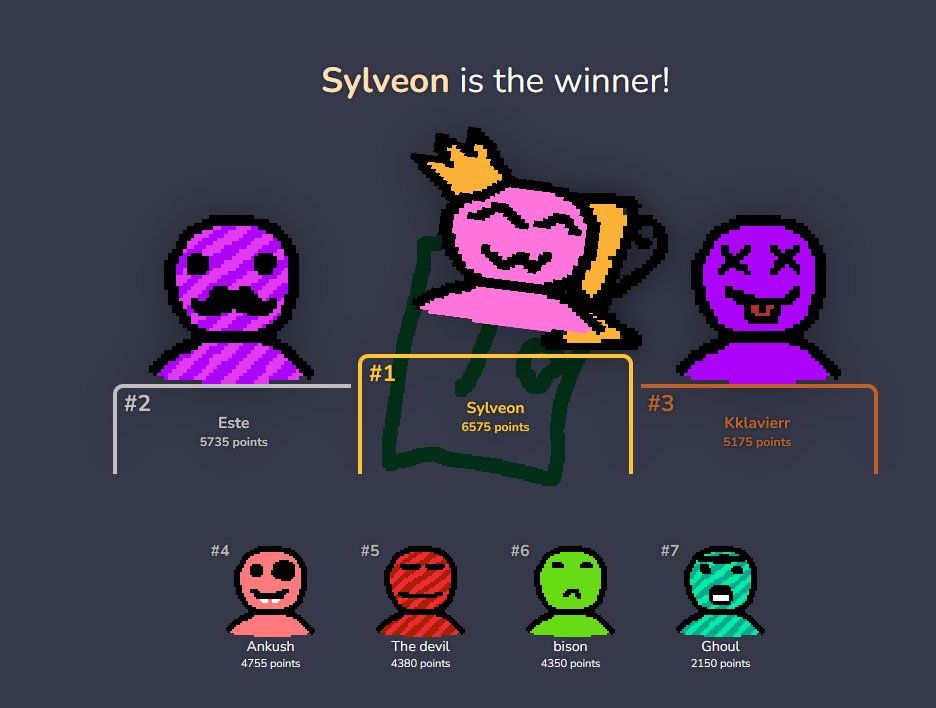 Sylveon is the winner!
#1
Sylveon
6575 points
#2
Este
5735 points
#3
Kklavierr
5175 points
#4
Ankush
4755 points
#5
The devil
4380 points
#6
bison
4350 points
#7
Ghoul
2150 points